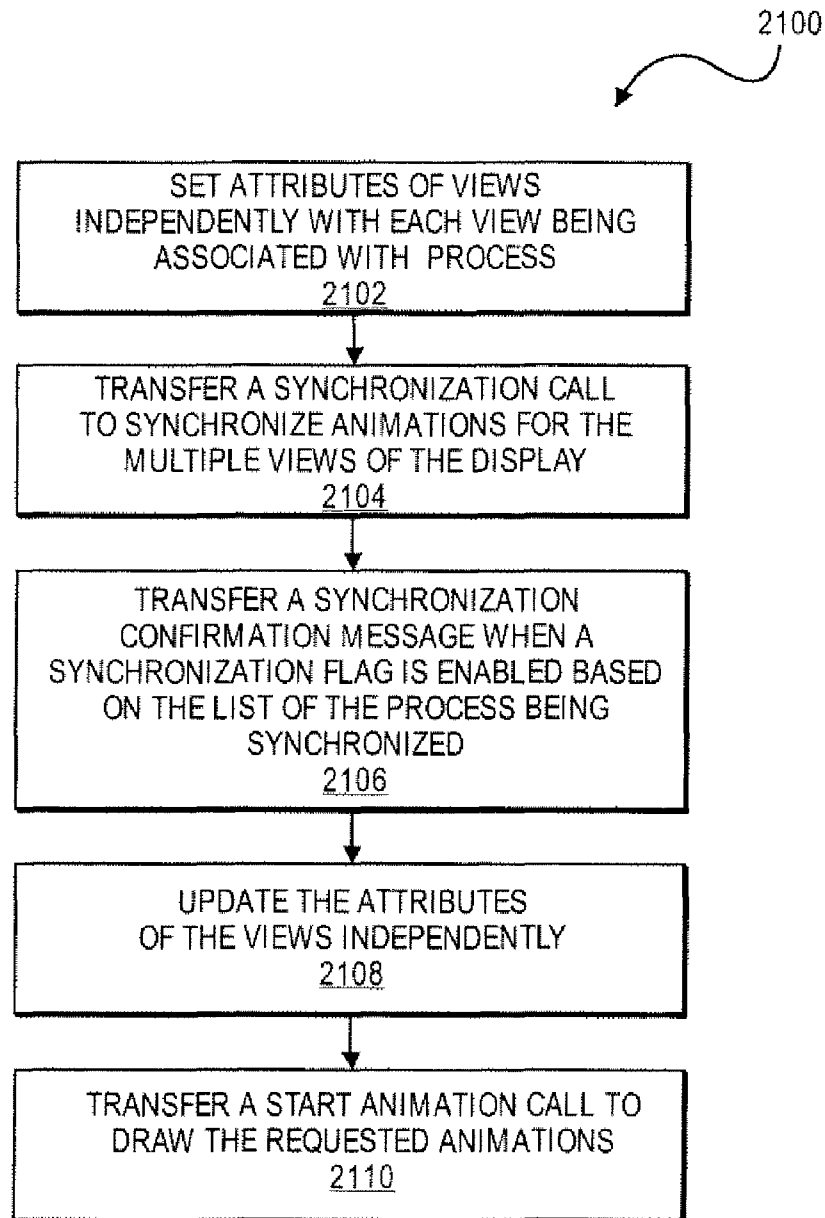 2100
SET ATTRIBUTES OF VIEWS
INDEPENDENTLY WITH EACH VIEW BEING
ASSOCIATED WITH PROCESS
2102
TRANSFER A SYNCHRONIZATION CALL
TO SYNCHRONIZE ANIMATIONS FOR THE
MULTIPLE VIEWS OF THE DISPLAY
2104
TRANSFER A SYNCHRONIZATION
CONFIRMATION MESSAGE WHEN A
SYNCHRONIZATION FLAG IS ENABLED BASED
ON THE LIST OF THE PROCESS BEING
SYNCHRONIZED
2106
UPDATE THE ATTRIBUTES
OF THE VIEWS INDEPENDENTLY
2108
TRANSFER A START ANIMATION CALL TO
DRAW THE REQUESTED ANIMATIONS
2110